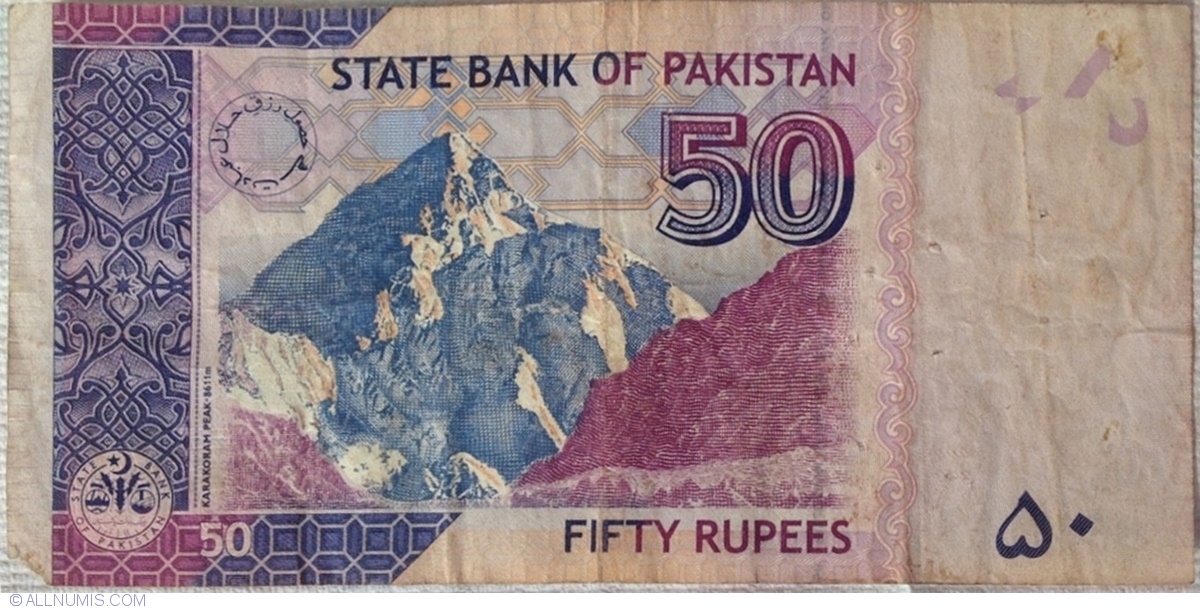 STATE BANK OF PAKISTAN
50
حصول رزق حلال عبادت ہے
KARAKORAM PEAK-8611m
STATE BANK
OF PAKISTAN
50
FIFTY RUPEES
۵۰
©ALLNUMIS.COM